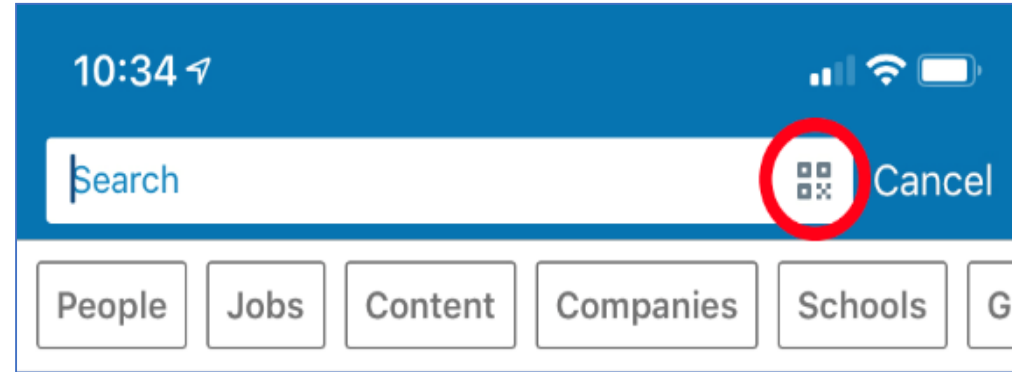 10:34
Search
Cancel
People
Jobs
Content
Companies
Schools
G